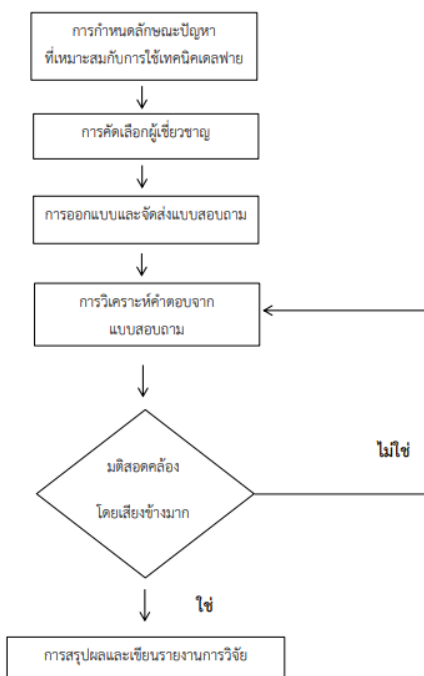 การกำหนดลักษณะปัญหา
ที่เหมาะสมกับการใช้เทคนิคเดลฟาย
การคัดเลือกผู้เชี่ยวชาญ
การออกแบบและจัดส่งแบบสอบถาม
การวิเคราะห์คำตอบจาก
แบบสอบถาม
มติสอดคล้อง
โดยเสียงข้างมาก
ไม่ใช่
ใช่
การสรุปผลและเขียนรายงานการวิจัย